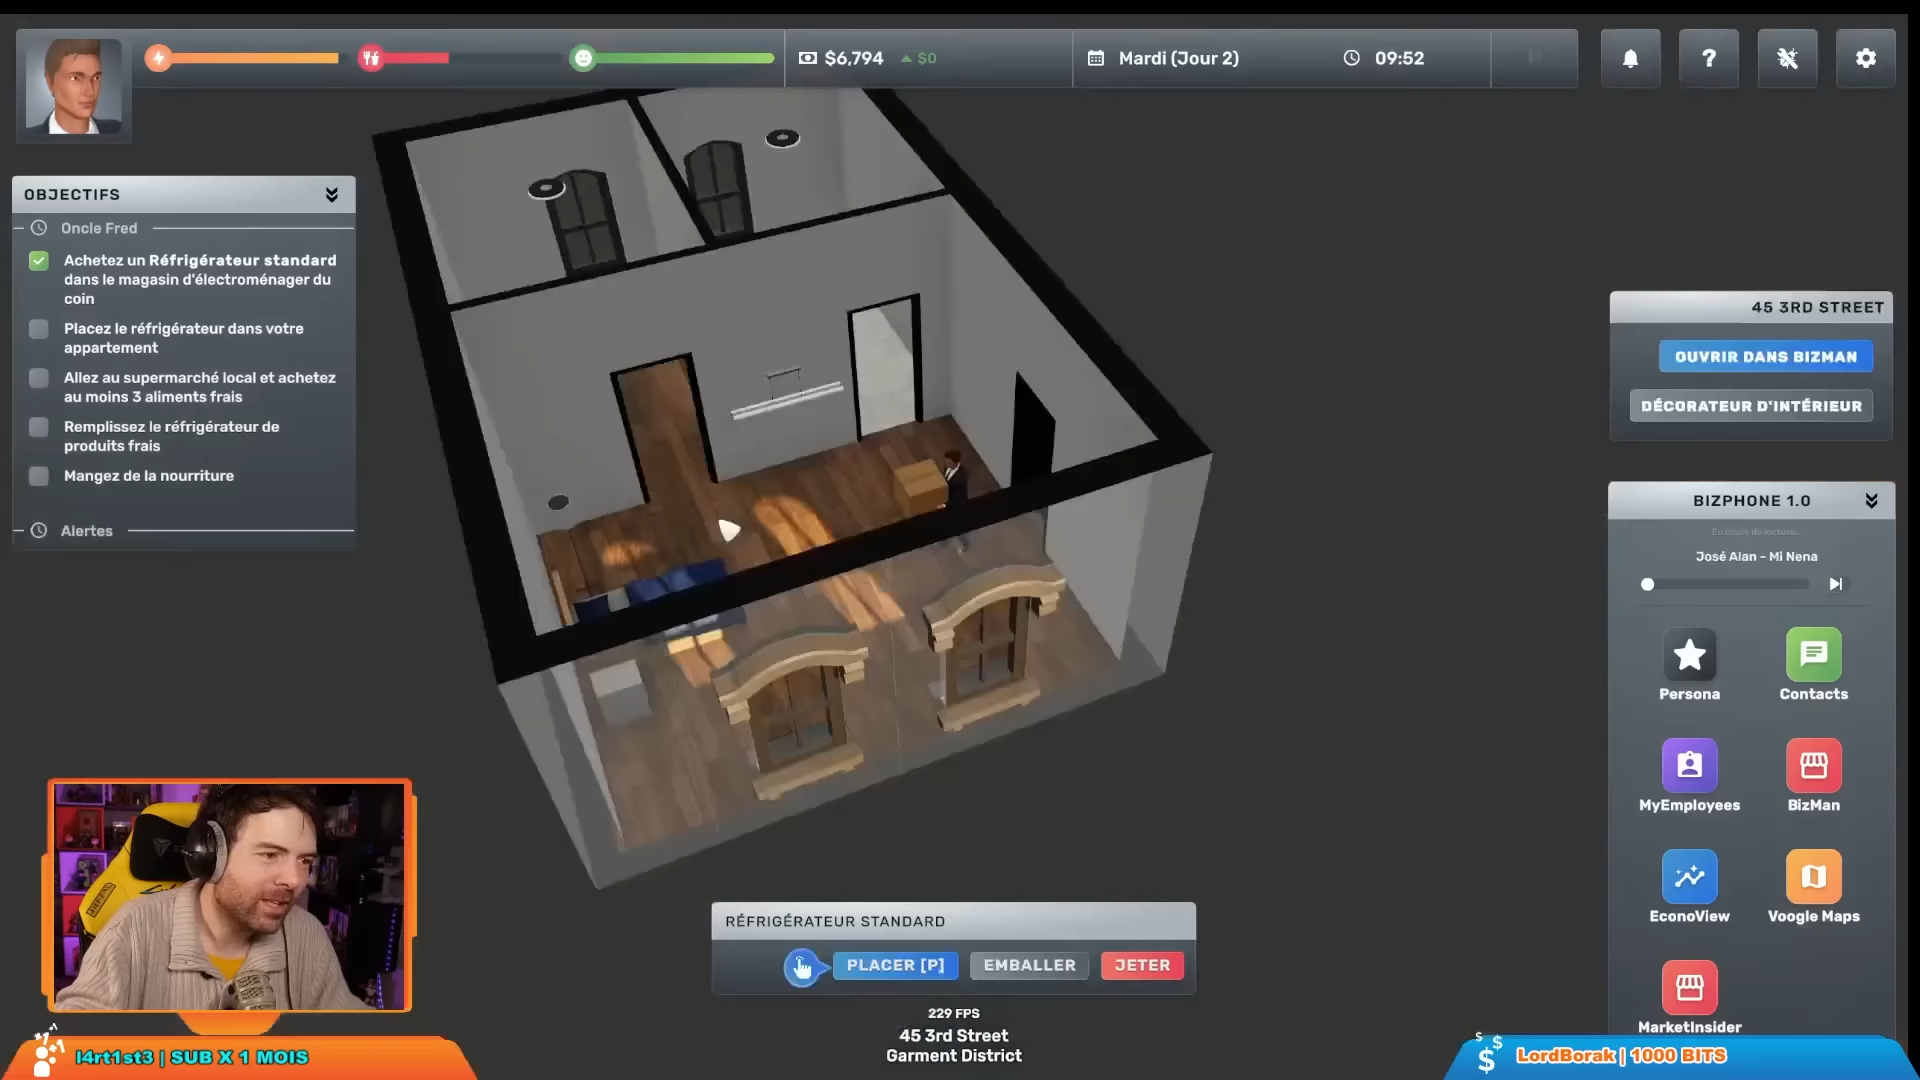 $6,794
$0
Mardi (Jour 2)
09:52
?
OBJECTIFS
Oncle Fred
Achetez un Réfrigérateur standard
dans le magasin d'électroménager du
coin
Placez le réfrigérateur dans votre
appartement
Allez au supermarché local et achetez
au moins 3 aliments frais
Remplissez le réfrigérateur de
produits frais
Mangez de la nourriture
Alertes
45 3RD STREET
OUVRIR DANS BIZMAN
DÉCORATEUR D'INTÉRIEUR
BIZPHONE 1.0
En cours de lecture...
José Alan - Mi Nena
Persona
Contacts
MyEmployees
BizMan
EconoView
Voogle Maps
MarketInsider
RÉFRIGÉRATEUR STANDARD
PLACER [P]
EMBALLER
JETER
229 FPS
45 3rd Street
Garment District
l4rt1st3 | SUB X 1 MOIS
LordBorak | 1000 BITS